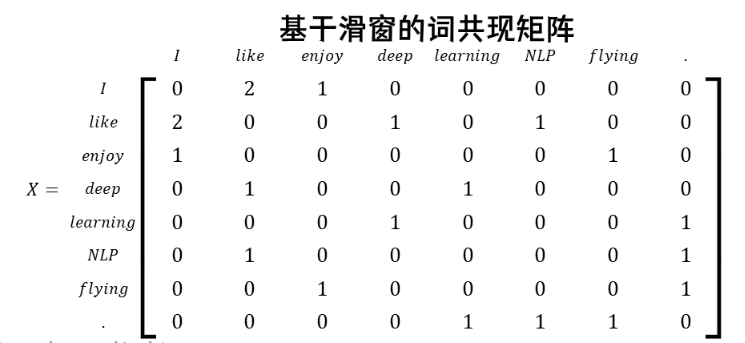 基于滑窗的词共现矩阵
I like enjoy deep learning NLP flying .
I 0 2 1 0 0 0 0 0
like 2 0 0 1 0 1 0 0
enjoy 1 0 0 0 0 0 1 0
X = deep 0 1 0 0 1 0 0 0
learning 0 0 0 1 0 0 0 1
NLP 0 1 0 0 0 0 0 1
flying 0 0 1 0 0 0 0 1
. 0 0 0 0 1 1 1 0